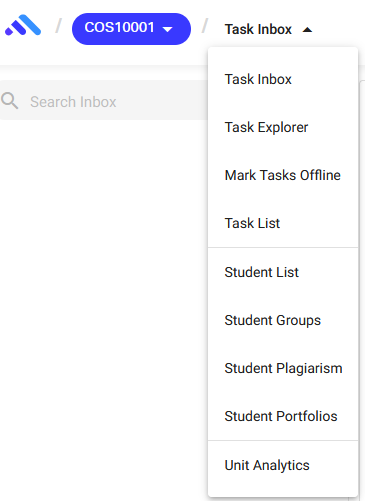 / COS10001 / Task Inbox
Search Inbox
Task Inbox
Task Explorer
Mark Tasks Offline
Task List
Student List
Student Groups
Student Plagiarism
Student Portfolios
Unit Analytics